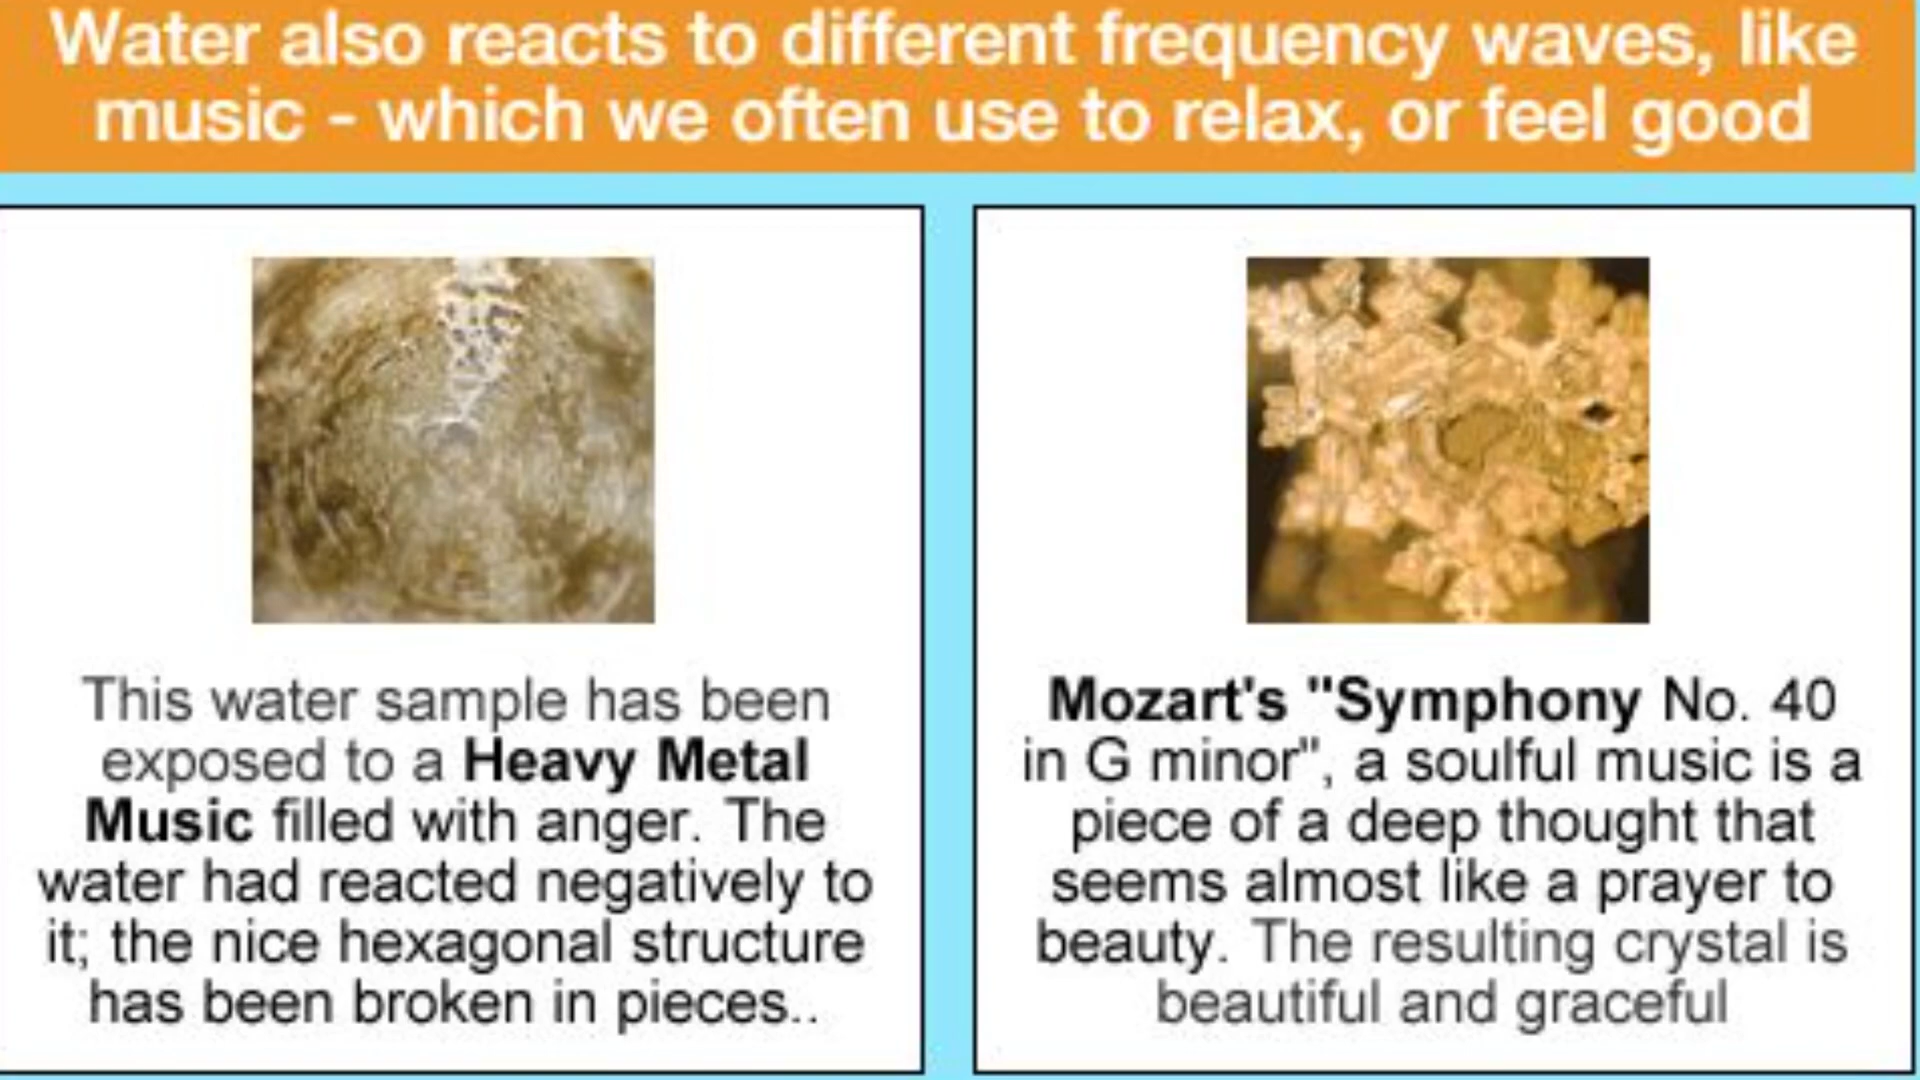 Water also reacts to different frequency waves, like
music - which we often use to relax, or feel good
This water sample has been
exposed to a Heavy Metal
Music filled with anger. The
water had reacted negatively to
it; the nice hexagonal structure
has been broken in pieces..
Mozart's "Symphony No. 40
in G minor", a soulful music is a
piece of a deep thought that
seems almost like a prayer to
beauty. The resulting crystal is
beautiful and graceful